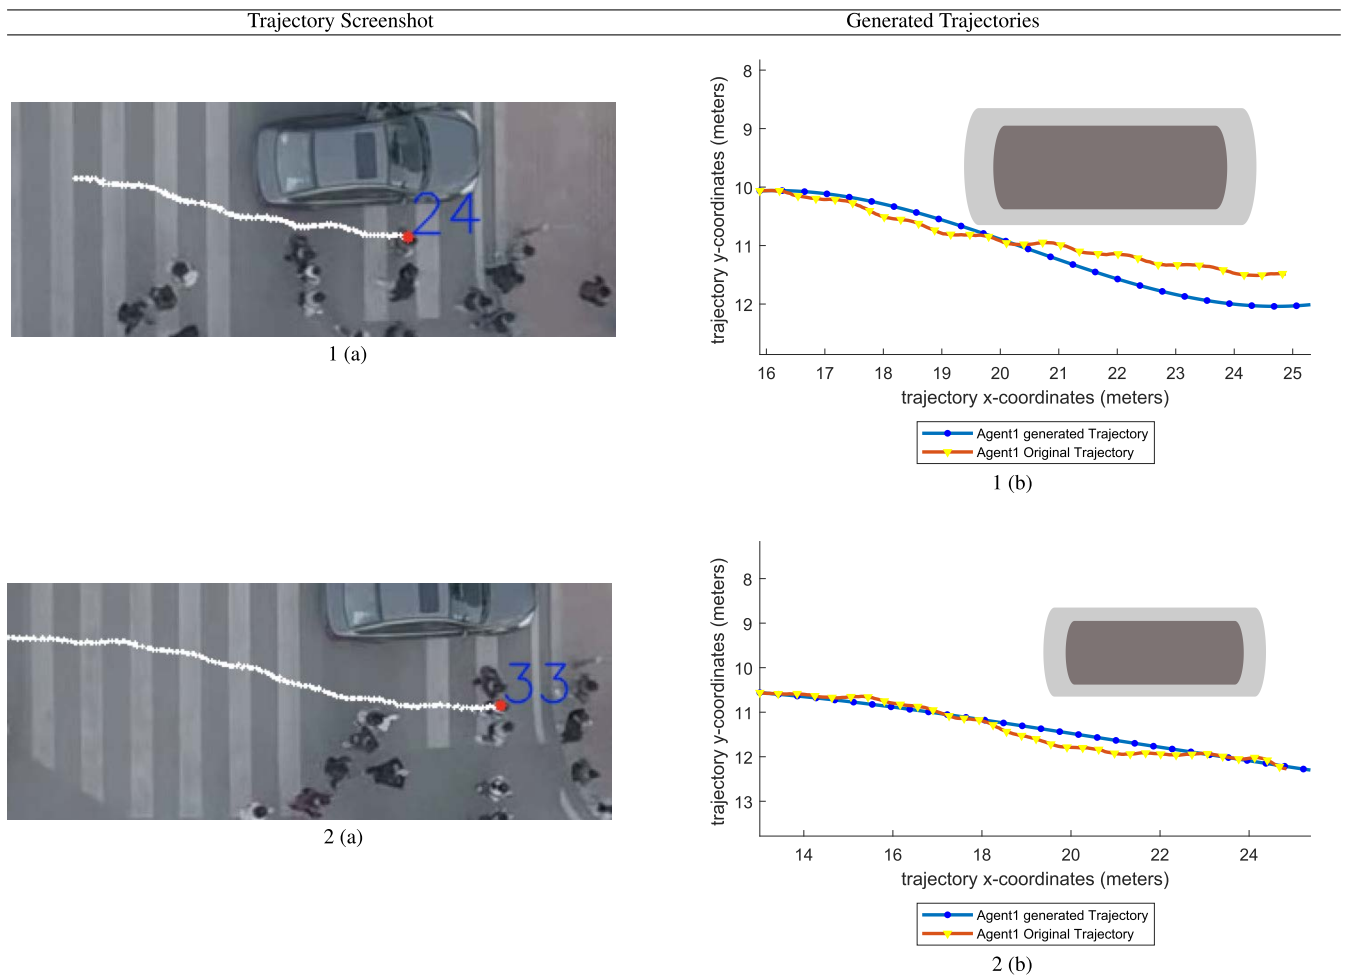 Trajectory Screenshot
Generated Trajectories
24
1 (a)
trajectory y-coordinates (meters)
8
9
10
11
12
16 17 18 19 20 21 22 23 24 25
trajectory x-coordinates (meters)
Agent1 generated Trajectory
Agent1 Original Trajectory
1 (b)
33
2 (a)
trajectory y-coordinates (meters)
8
9
10
11
12
13
14 16 18 20 22 24
trajectory x-coordinates (meters)
Agent1 generated Trajectory
Agent1 Original Trajectory
2 (b)